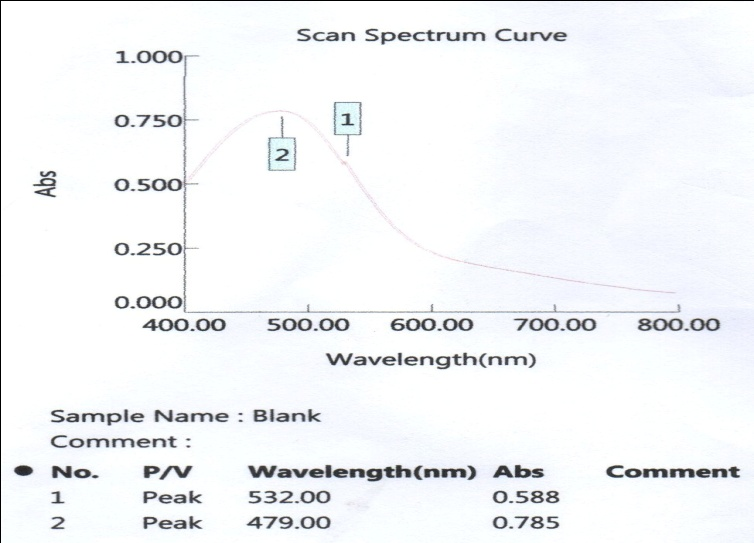 Scan Spectrum Curve
1.000
0.750
0.500
0.250
0.000
Abs
1
2
400.00 500.00 600.00 700.00 800.00
Wavelength(nm)
Sample Name : Blank
Comment :
● No. P/V Wavelength(nm) Abs Comment
1 Peak 532.00 0.588
2 Peak 479.00 0.785